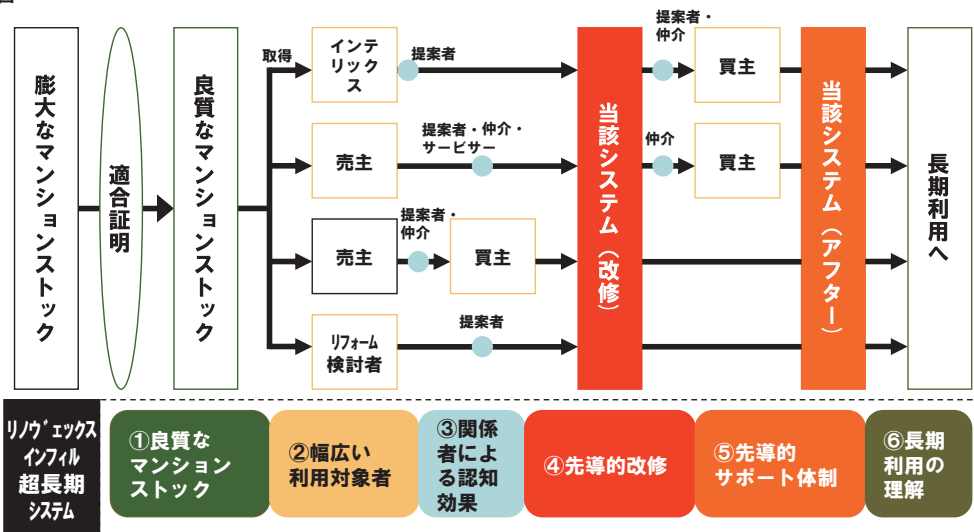 膨大なマンションストック
適合証明
良質なマンションストック
取得
インテ
リックス
提案者
売主
提案者・仲介・
サービサー
売主
提案者・
仲介
買主
リフォーム
検討者
提案者
当該システム（改修）
提案者・
仲介
買主
仲介
買主
当該システム（アフター）
長期利用へ
リノヴェックス
インフィル
超長期
システム
①良質な
マンション
ストック
②幅広い
利用対象者
③関係
者によ
る認知
効果
④先導的改修
⑤先導的
サポート体制
⑥長期
利用の
理解